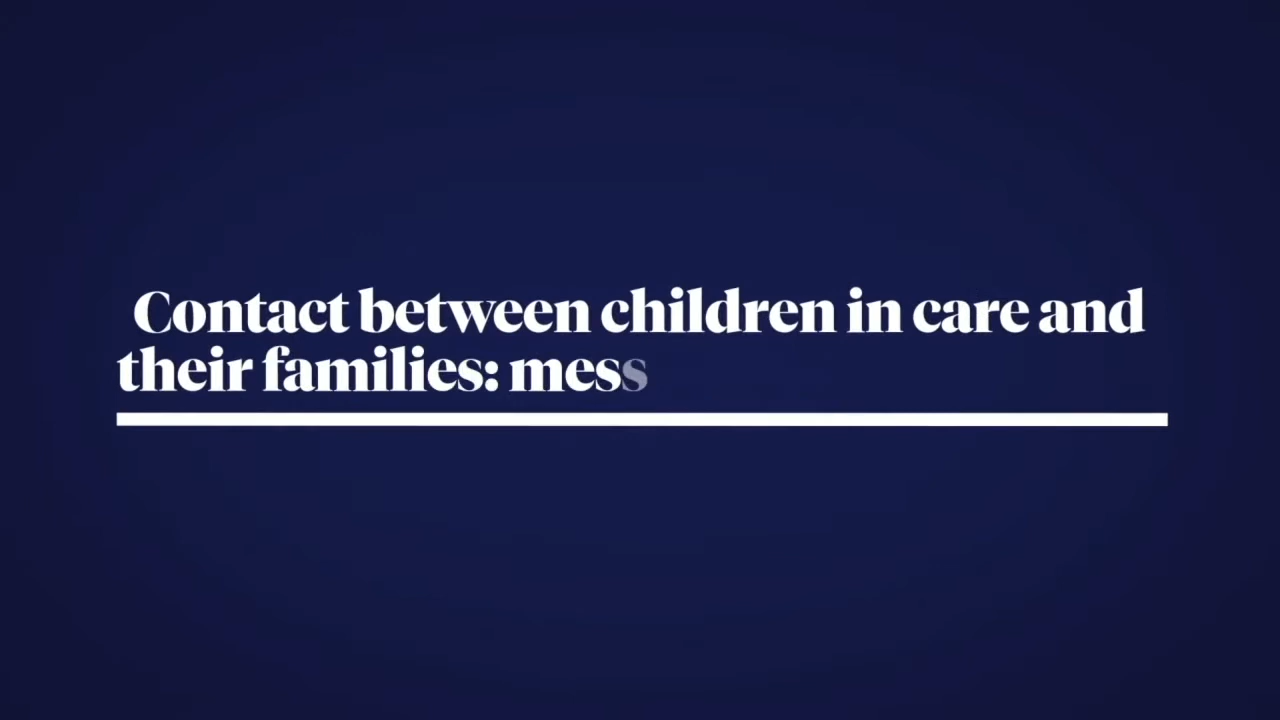 Contact between children in care and
their families: mess